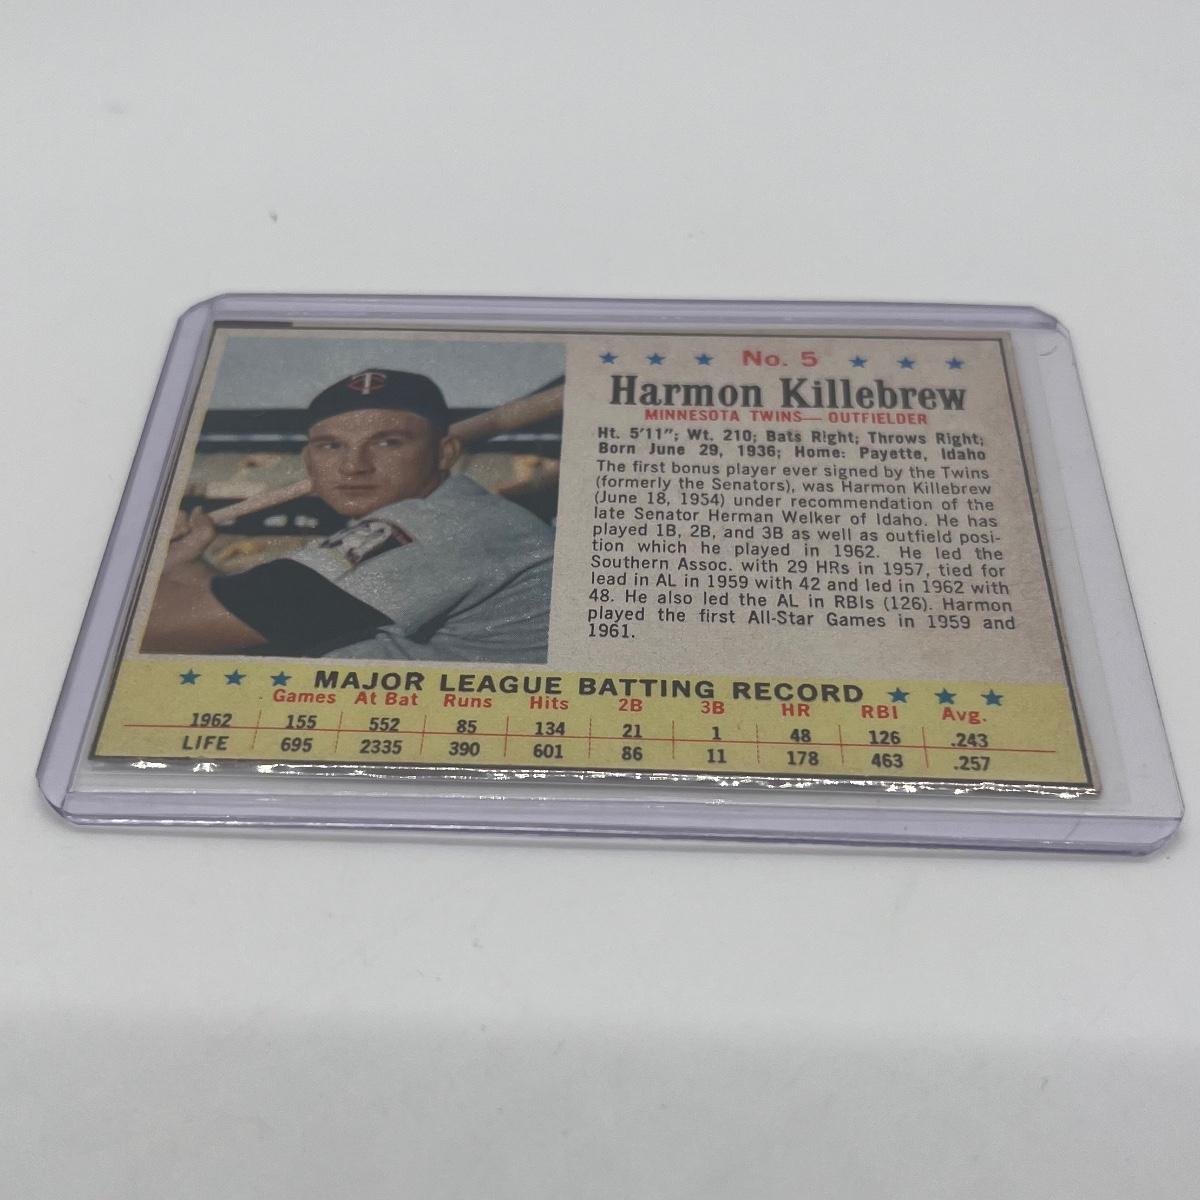 No. 5
Harmon Killebrew
MINNESOTA TWINS— OUTFIELDER
Ht. 5'11"; Wt. 210; Bats Right; Throws Right;
Born June 29, 1936; Home: Payette, Idaho
The first bonus player ever signed by the Twins
(formerly the Senators), was Harmon Killebrew
(June 18, 1954) under recommendation of the
late Senator Herman Welker of Idaho. He has
played 1B, 2B, and 3B as well as outfield posi-
tion which he played in 1962. He led the
Southern Assoc. with 29 HRs in 1957, tied for
lead in AL in 1959 with 42 and led in 1962 with
48. He also led the AL in RBIs (126). Harmon
played the first All-Star Games in 1959 and
1961.
MAJOR LEAGUE BATTING RECORD
Games At Bat Runs Hits 2B 3B HR RBI Avg.
1962 155 552 85 134 21 1 48 126 .243
LIFE 695 2335 390 601 86 11 178 463 .257